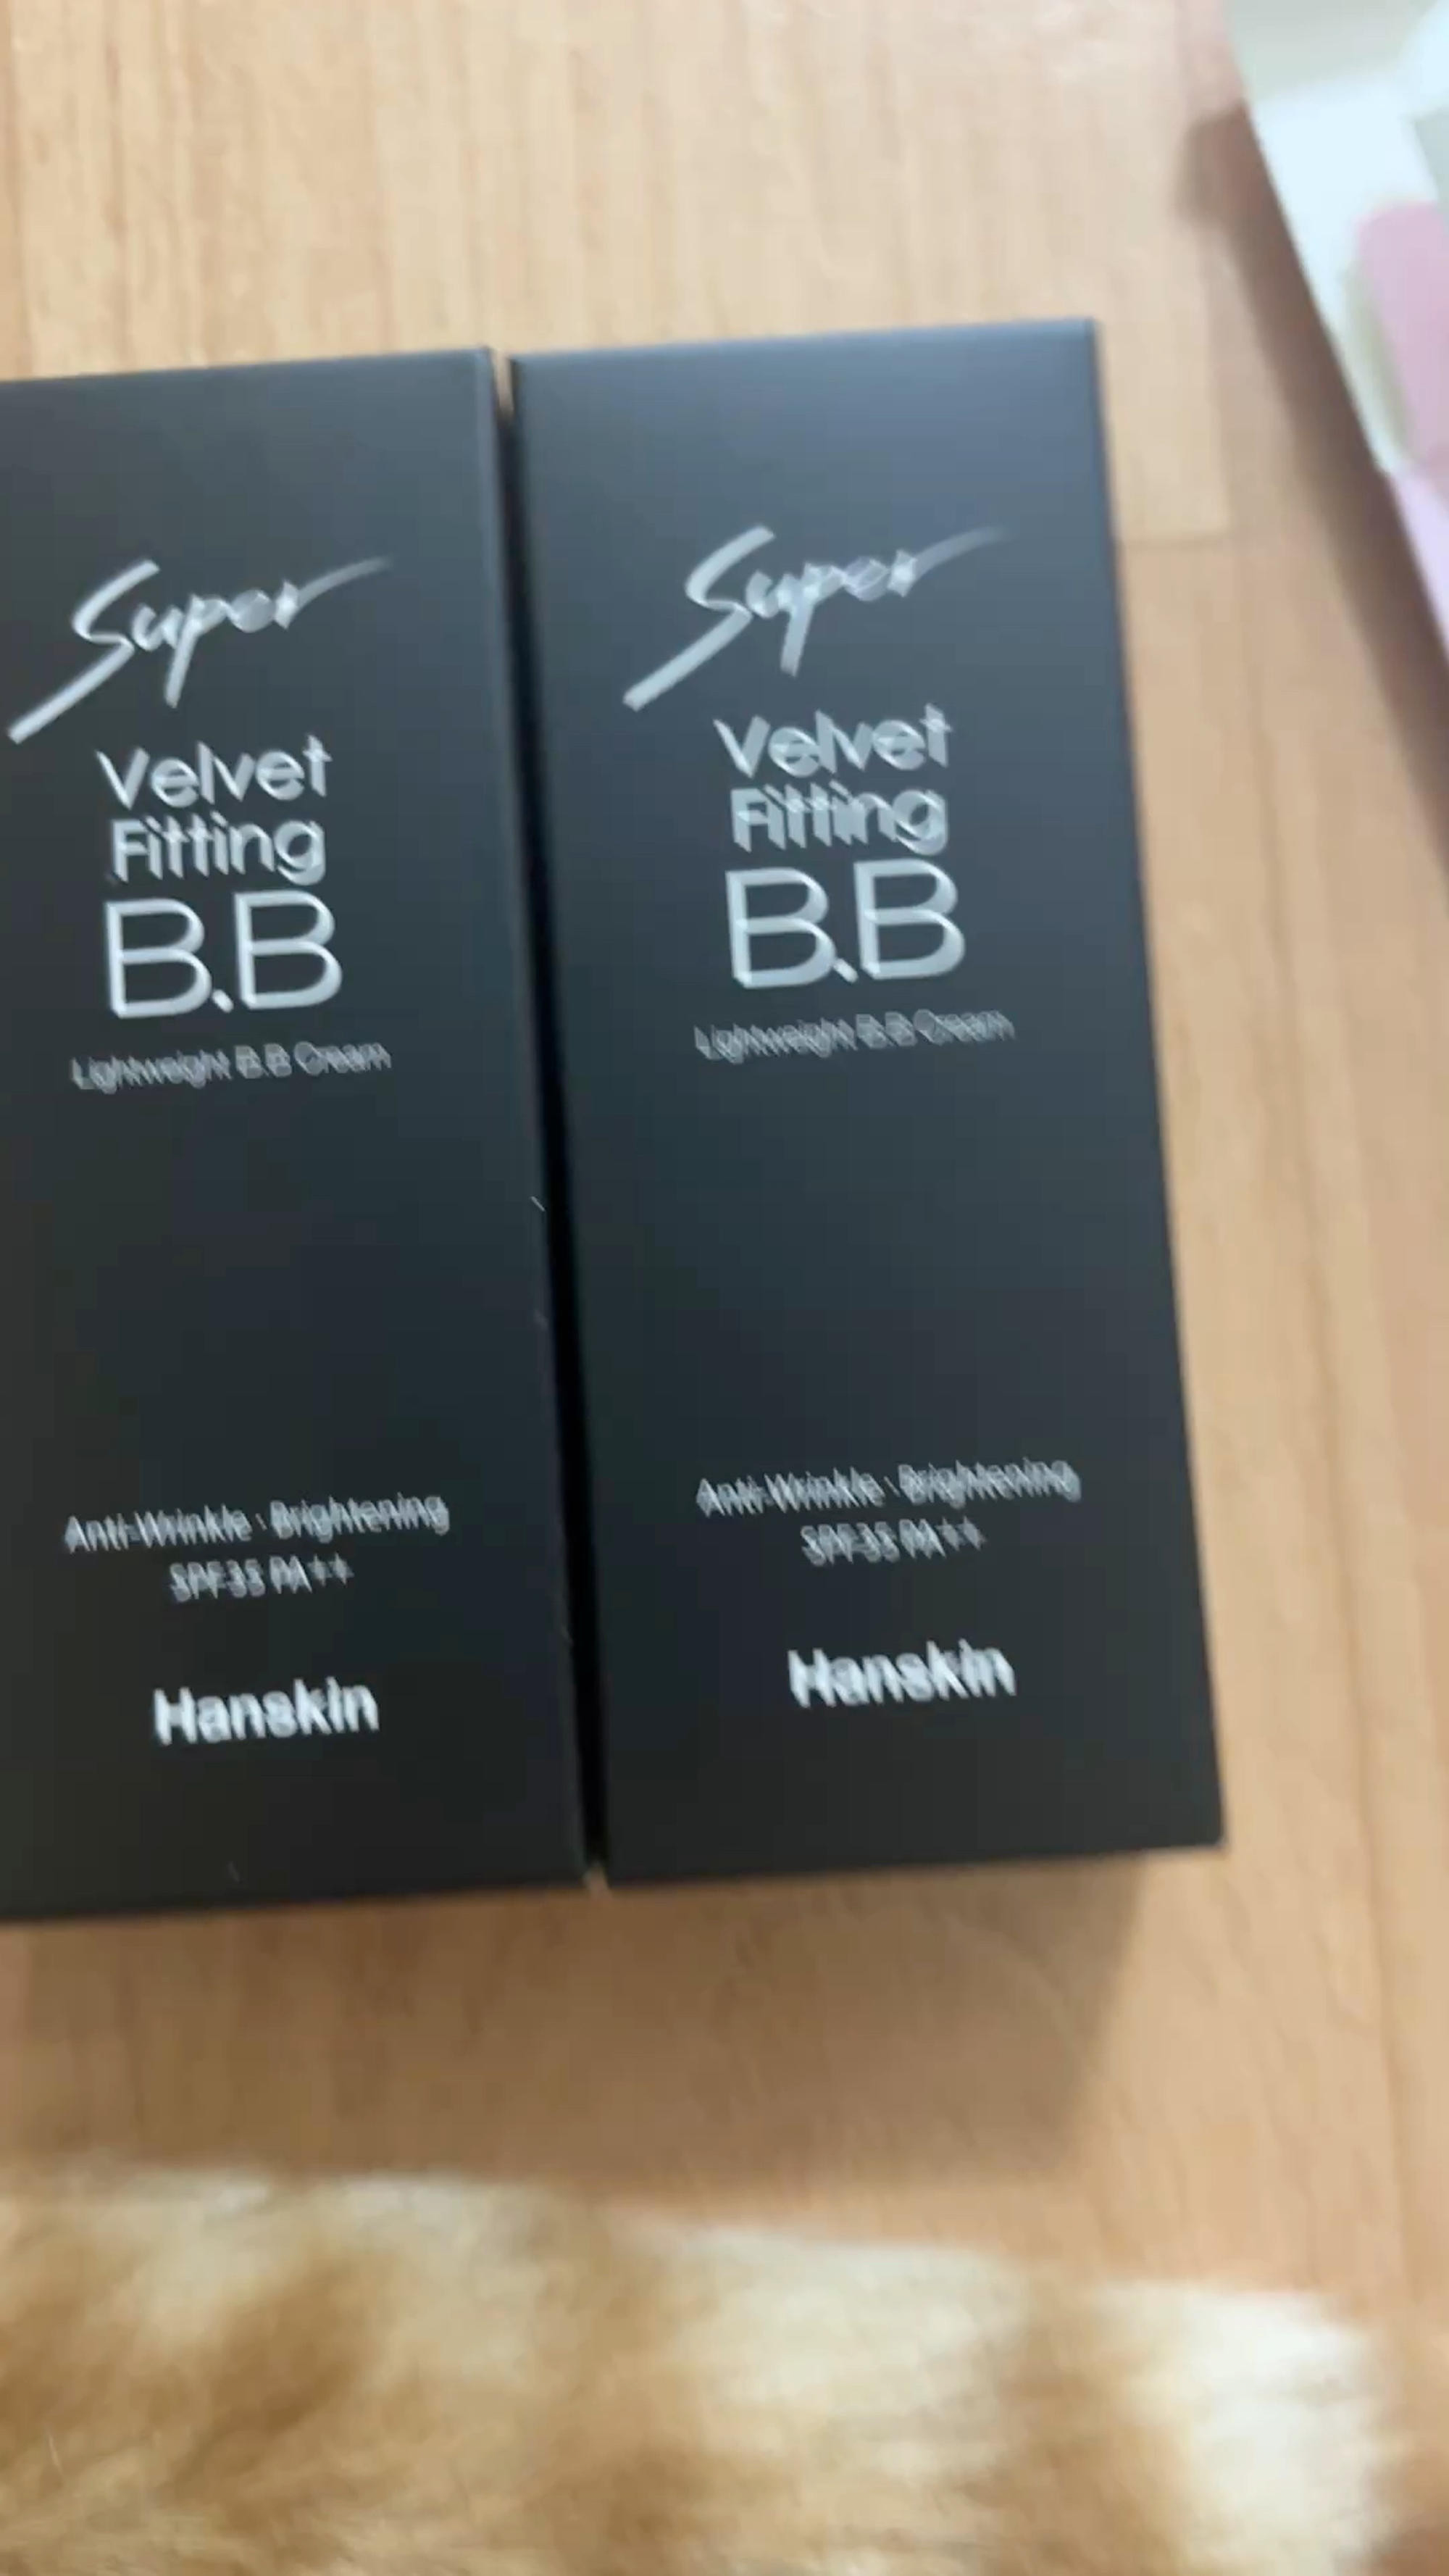 Super
Velvet
Fitting
B.B
Lightweight B.B Cream
Anti-Wrinkle · Brightening
SPF35 PA++
Hanskin
Super
Velvet
Fitting
B.B
Lightweight B.B Cream
Anti-Wrinkle · Brightening
SPF35 PA++
Hanskin